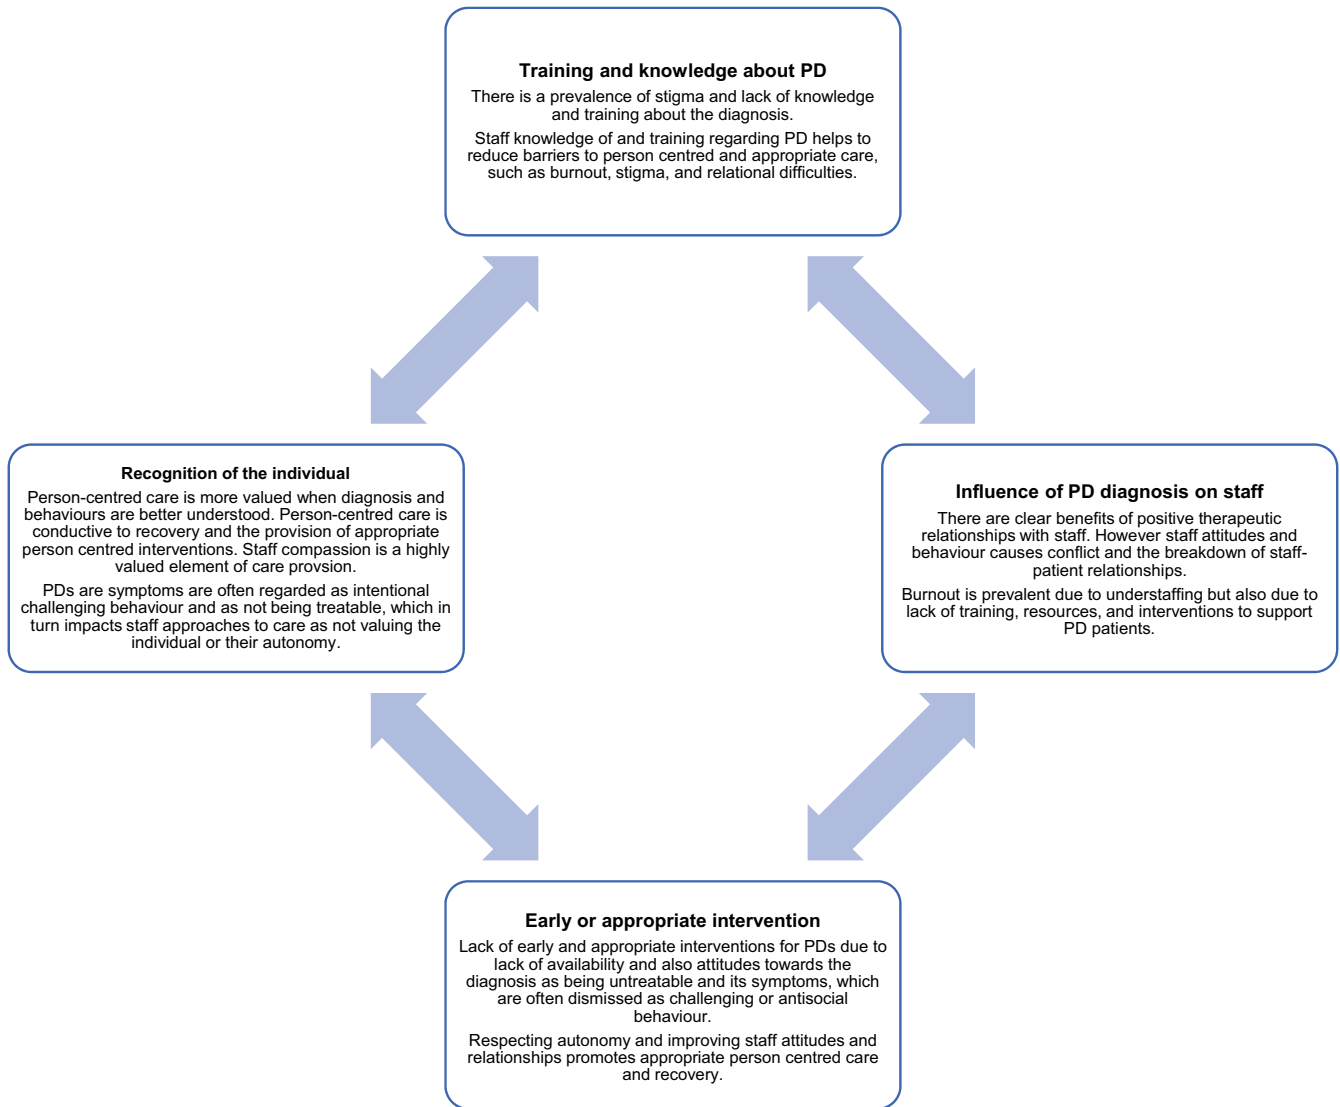 Training and knowledge about PD
There is a prevalence of stigma and lack of knowledge
and training about the diagnosis.
Staff knowledge of and training regarding PD helps to
reduce barriers to person centred and appropriate care,
such as burnout, stigma, and relational difficulties.
Recognition of the individual
Person-centred care is more valued when diagnosis and
behaviours are better understood. Person-centred care is
conductive to recovery and the provision of appropriate
person centred interventions. Staff compassion is a highly
valued element of care provsion.
PDs are symptoms are often regarded as intentional
challenging behaviour and as not being treatable, which in
turn impacts staff approaches to care as not valuing the
individual or their autonomy.
Influence of PD diagnosis on staff
There are clear benefits of positive therapeutic
relationships with staff. However staff attitudes and
behaviour causes conflict and the breakdown of staff-
patient relationships.
Burnout is prevalent due to understaffing but also due to
lack of training, resources, and interventions to support
PD patients.
Early or appropriate intervention
Lack of early and appropriate interventions for PDs due to
lack of availability and also attitudes towards the
diagnosis as being untreatable and its symptoms, which
are often dismissed as challenging or antisocial
behaviour.
Respecting autonomy and improving staff attitudes and
relationships promotes appropriate person centred care
and recovery.